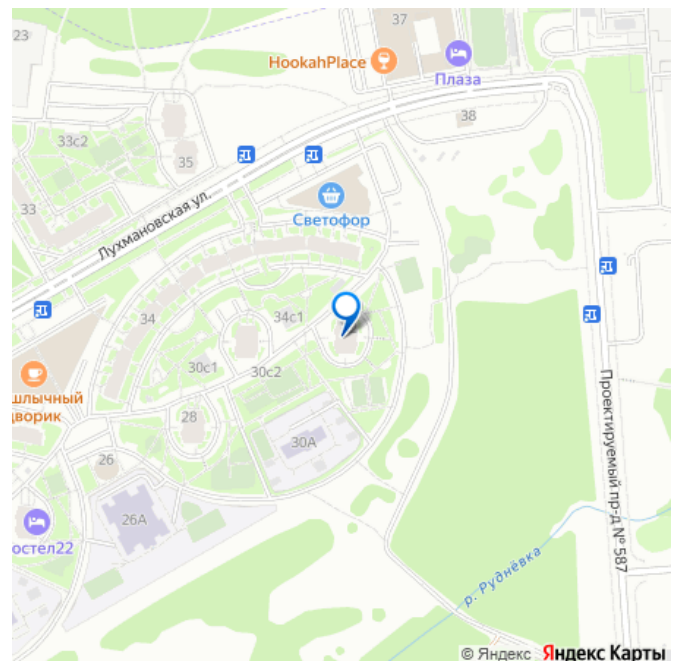 23
37
HookahPlace
Плаза
38
33с2
35
33
Лухмановская ул.
Светофор
34
34с1
30с1
30с2
шлычный
дворик
28
30А
26
26А
остел22
Проектируемый пр-д № 587
р. Руднёвка
© Яндекс Яндекс Карты